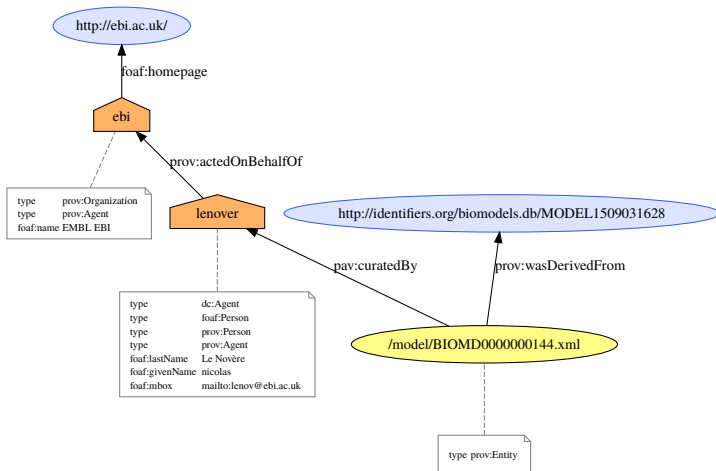 http://ebi.ac.uk/
foaf:homepage
ebi
prov:actedOnBehalfOf
type prov:Organization
type prov:Agent
foaf:name EMBL EBI
lenover
http://identifiers.org/biomodels.db/MODEL1509031628
pav:curatedBy
prov:wasDerivedFrom
type dc:Agent
type foaf:Person
type prov:Person
type prov:Agent
foaf:lastName Le Novère
foaf:givenName nicolas
foaf:mbox mailto:lenov@ebi.ac.uk
/model/BIOMD0000000144.xml
type prov:Entity